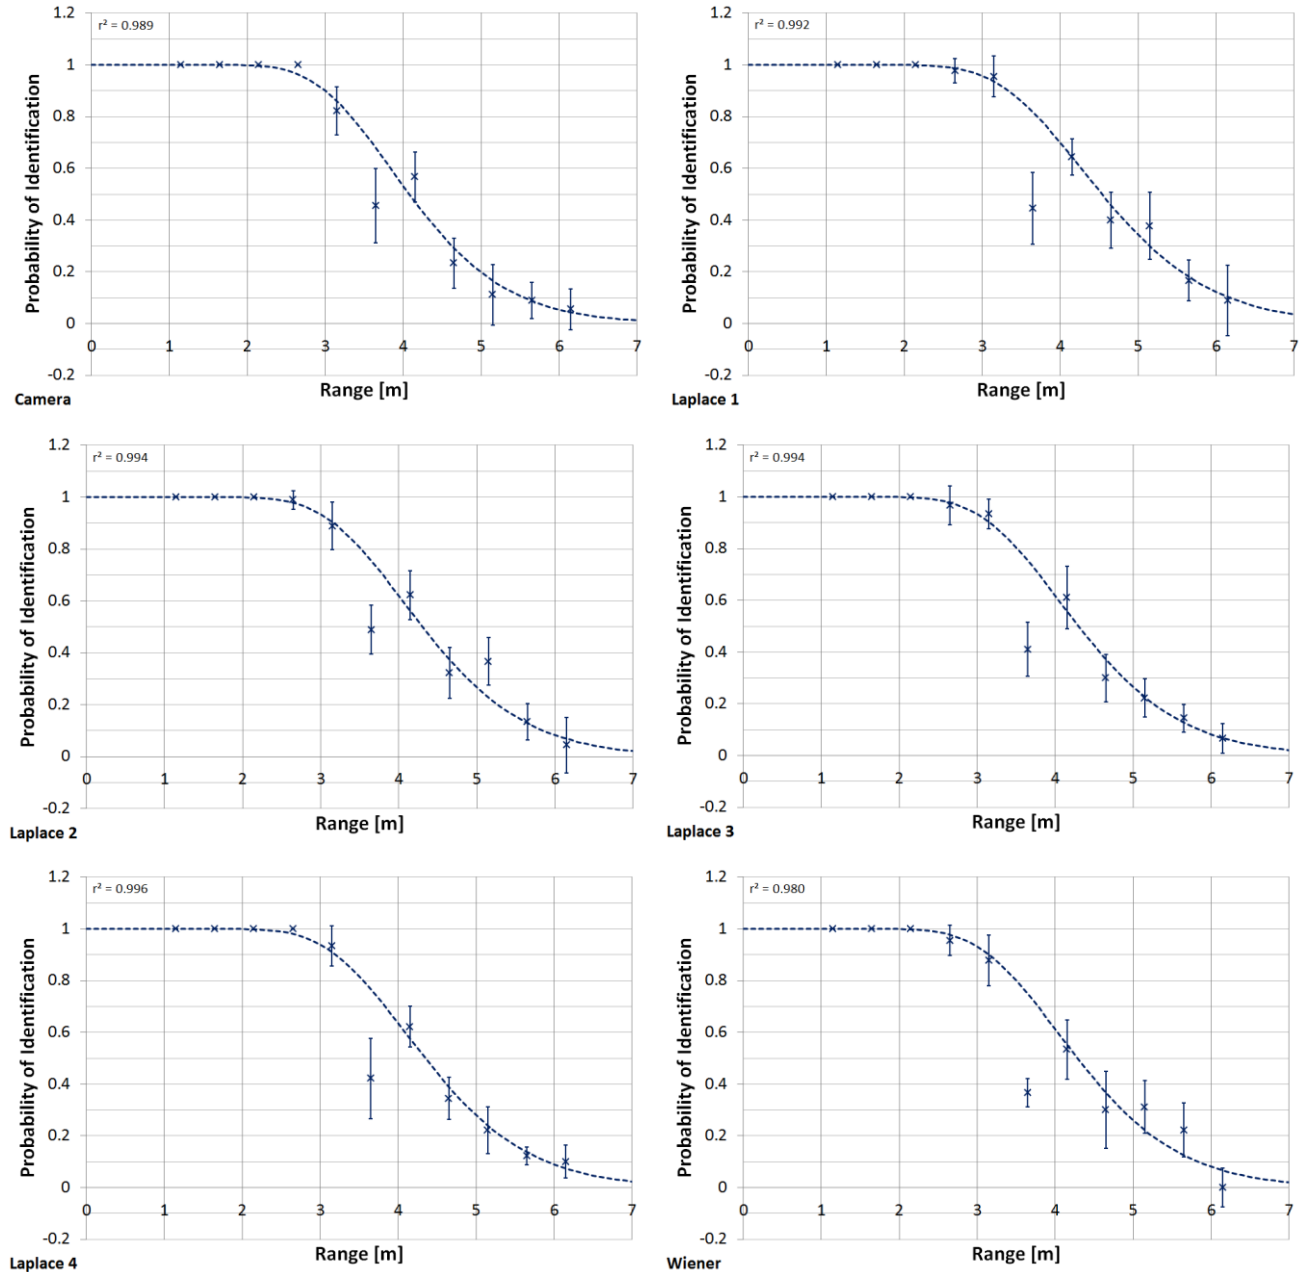 1.2
r² = 0.989
1
0.8
0.6
0.4
0.2
0
-0.2
0 1 2 3 4 5 6 7
Probability of Identification
Range [m]
Camera
1.2
r² = 0.992
1
0.8
0.6
0.4
0.2
0
-0.2
0 1 2 3 4 5 6 7
Probability of Identification
Range [m]
Laplace 1
1.2
r² = 0.994
1
0.8
0.6
0.4
0.2
0
-0.2
0 1 2 3 4 5 6 7
Probability of Identification
Range [m]
Laplace 2
1.2
r² = 0.994
1
0.8
0.6
0.4
0.2
0
-0.2
0 1 2 3 4 5 6 7
Probability of Identification
Range [m]
Laplace 3
1.2
r² = 0.996
1
0.8
0.6
0.4
0.2
0
-0.2
0 1 2 3 4 5 6 7
Probability of Identification
Range [m]
Laplace 4
1.2
r² = 0.980
1
0.8
0.6
0.4
0.2
0
-0.2
0 1 2 3 4 5 6 7
Probability of Identification
Range [m]
Wiener